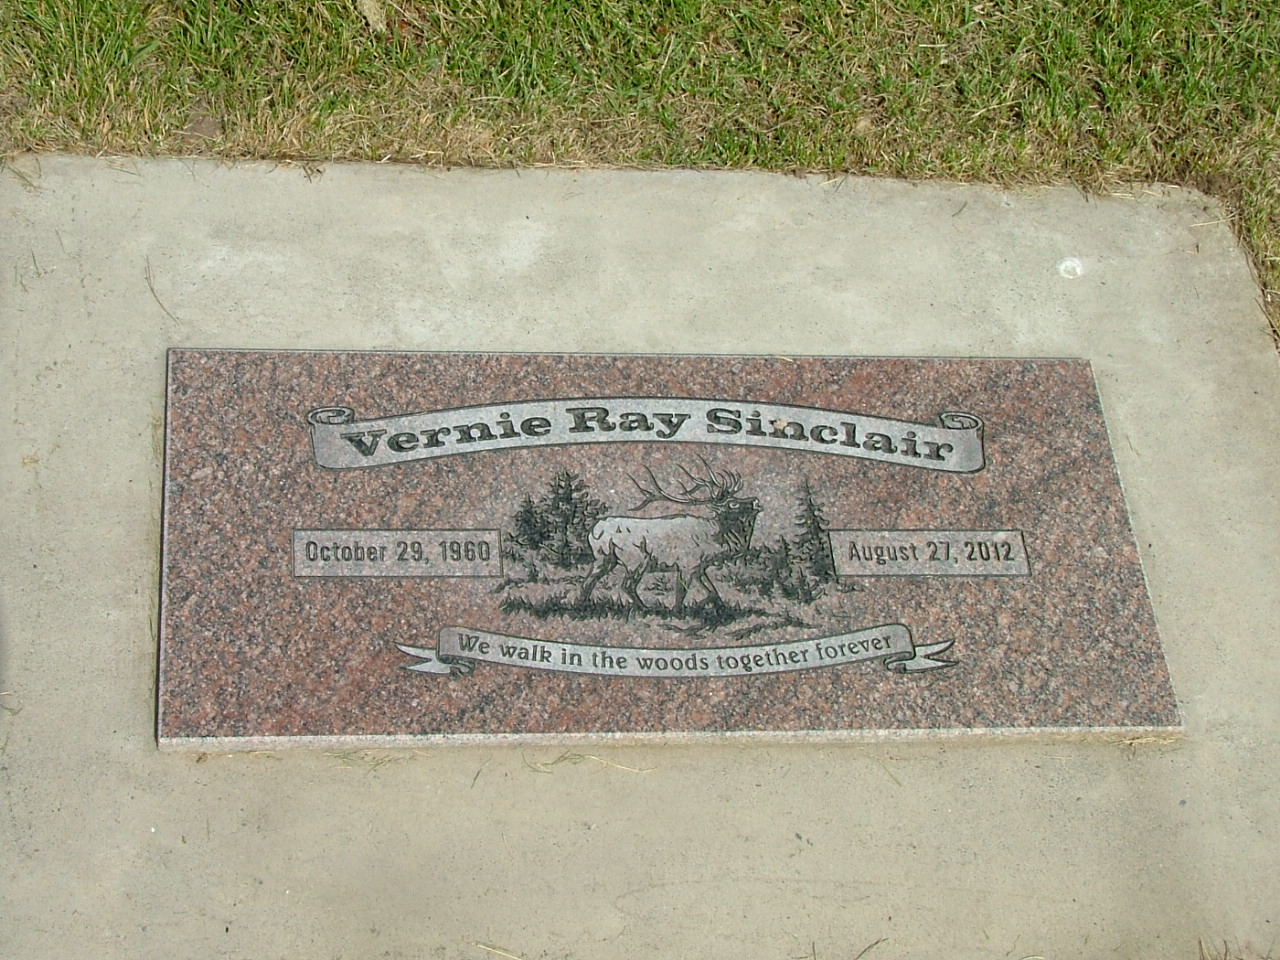 Vernie Ray Sinclair
October 29, 1960
August 27, 2012
We walk in the woods together forever